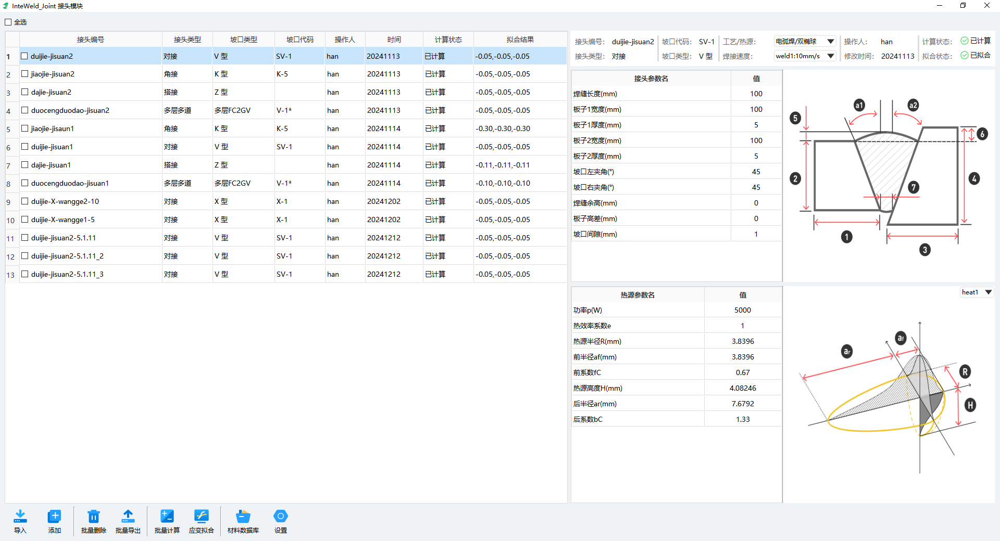 InteWeld_Joint 接头模块
全选
接头编号 接头类型 坡口类型 坡口代码 操作人 时间 计算状态 拟合结果
1 duijie-jisuan2 对接 V 型 SV-1 han 20241113 已计算 -0.05,-0.05,-0.05
2 jiaojie-jisuan2 角接 K 型 K-5 han 20241113 已计算 -0.05,-0.05,-0.05
3 dajie-jisuan2 搭接 Z 型 han 20241113 已计算 -0.05,-0.05,-0.05
4 duocengduodao-jisuan2 多层多道 多层FC2GV V-1* han 20241113 已计算 -0.05,-0.05,-0.05
5 jiaojie-jisaun1 角接 K 型 K-5 han 20241114 已计算 -0.30,-0.30,-0.30
6 duijie-jisuan1 对接 V 型 SV-1 han 20241114 已计算 -0.05,-0.05,-0.05
7 dajie-jisuan1 搭接 Z 型 han 20241114 已计算 -0.11,-0.11,-0.11
8 duocengduodao-jisuan1 多层多道 多层FC2GV V-1* han 20241114 已计算 -0.10,-0.10,-0.10
9 duijie-X-wangge2-10 对接 X 型 X-1 han 20241202 已计算 -0.05,-0.05,-0.05
10 duijie-X-wangge1-5 对接 X 型 X-1 han 20241202 已计算 -0.05,-0.05,-0.05
11 duijie-jisuan2-5.1.11 对接 V 型 SV-1 han 20241212 已计算 -0.05,-0.05,-0.05
12 duijie-jisuan2-5.1.11_2 对接 V 型 SV-1 han 20241212 已计算 -0.05,-0.05,-0.05
13 duijie-jisuan2-5.1.11_3 对接 V 型 SV-1 han 20241212 已计算 -0.05,-0.05,-0.05
接头编号: duijie-jisuan2 坡口代码: SV-1 工艺/热源: 电弧焊/双椭球 操作人: han 计算状态: 已计算
接头类型: 对接 坡口类型: V 型 焊接速度: weld1:10mm/s 修改时间: 20241113 拟合状态: 已拟合
接头参数名 值
焊缝长度(mm) 100
板子1宽度(mm) 100
板子1厚度(mm) 5
板子2宽度(mm) 100
板子2厚度(mm) 5
坡口左夹角(°) 45
坡口右夹角(°) 45
焊缝余高(mm) 0
板子高差(mm) 0
坡口间隙(mm) 1
a1 a2
5
6
2
4
7
1
3
热源参数名 值
功率p(W) 5000
热效率系数e 1
热源半径R(mm) 3.8396
前半径af(mm) 3.8396
前系数fC 0.67
热源高度H(mm) 4.08246
后半径ar(mm) 7.6792
后系数bC 1.33
heat1
af
ar
R
H
导入 添加 批量删除 批量导出 批量计算 应变拟合 材料数据库 设置